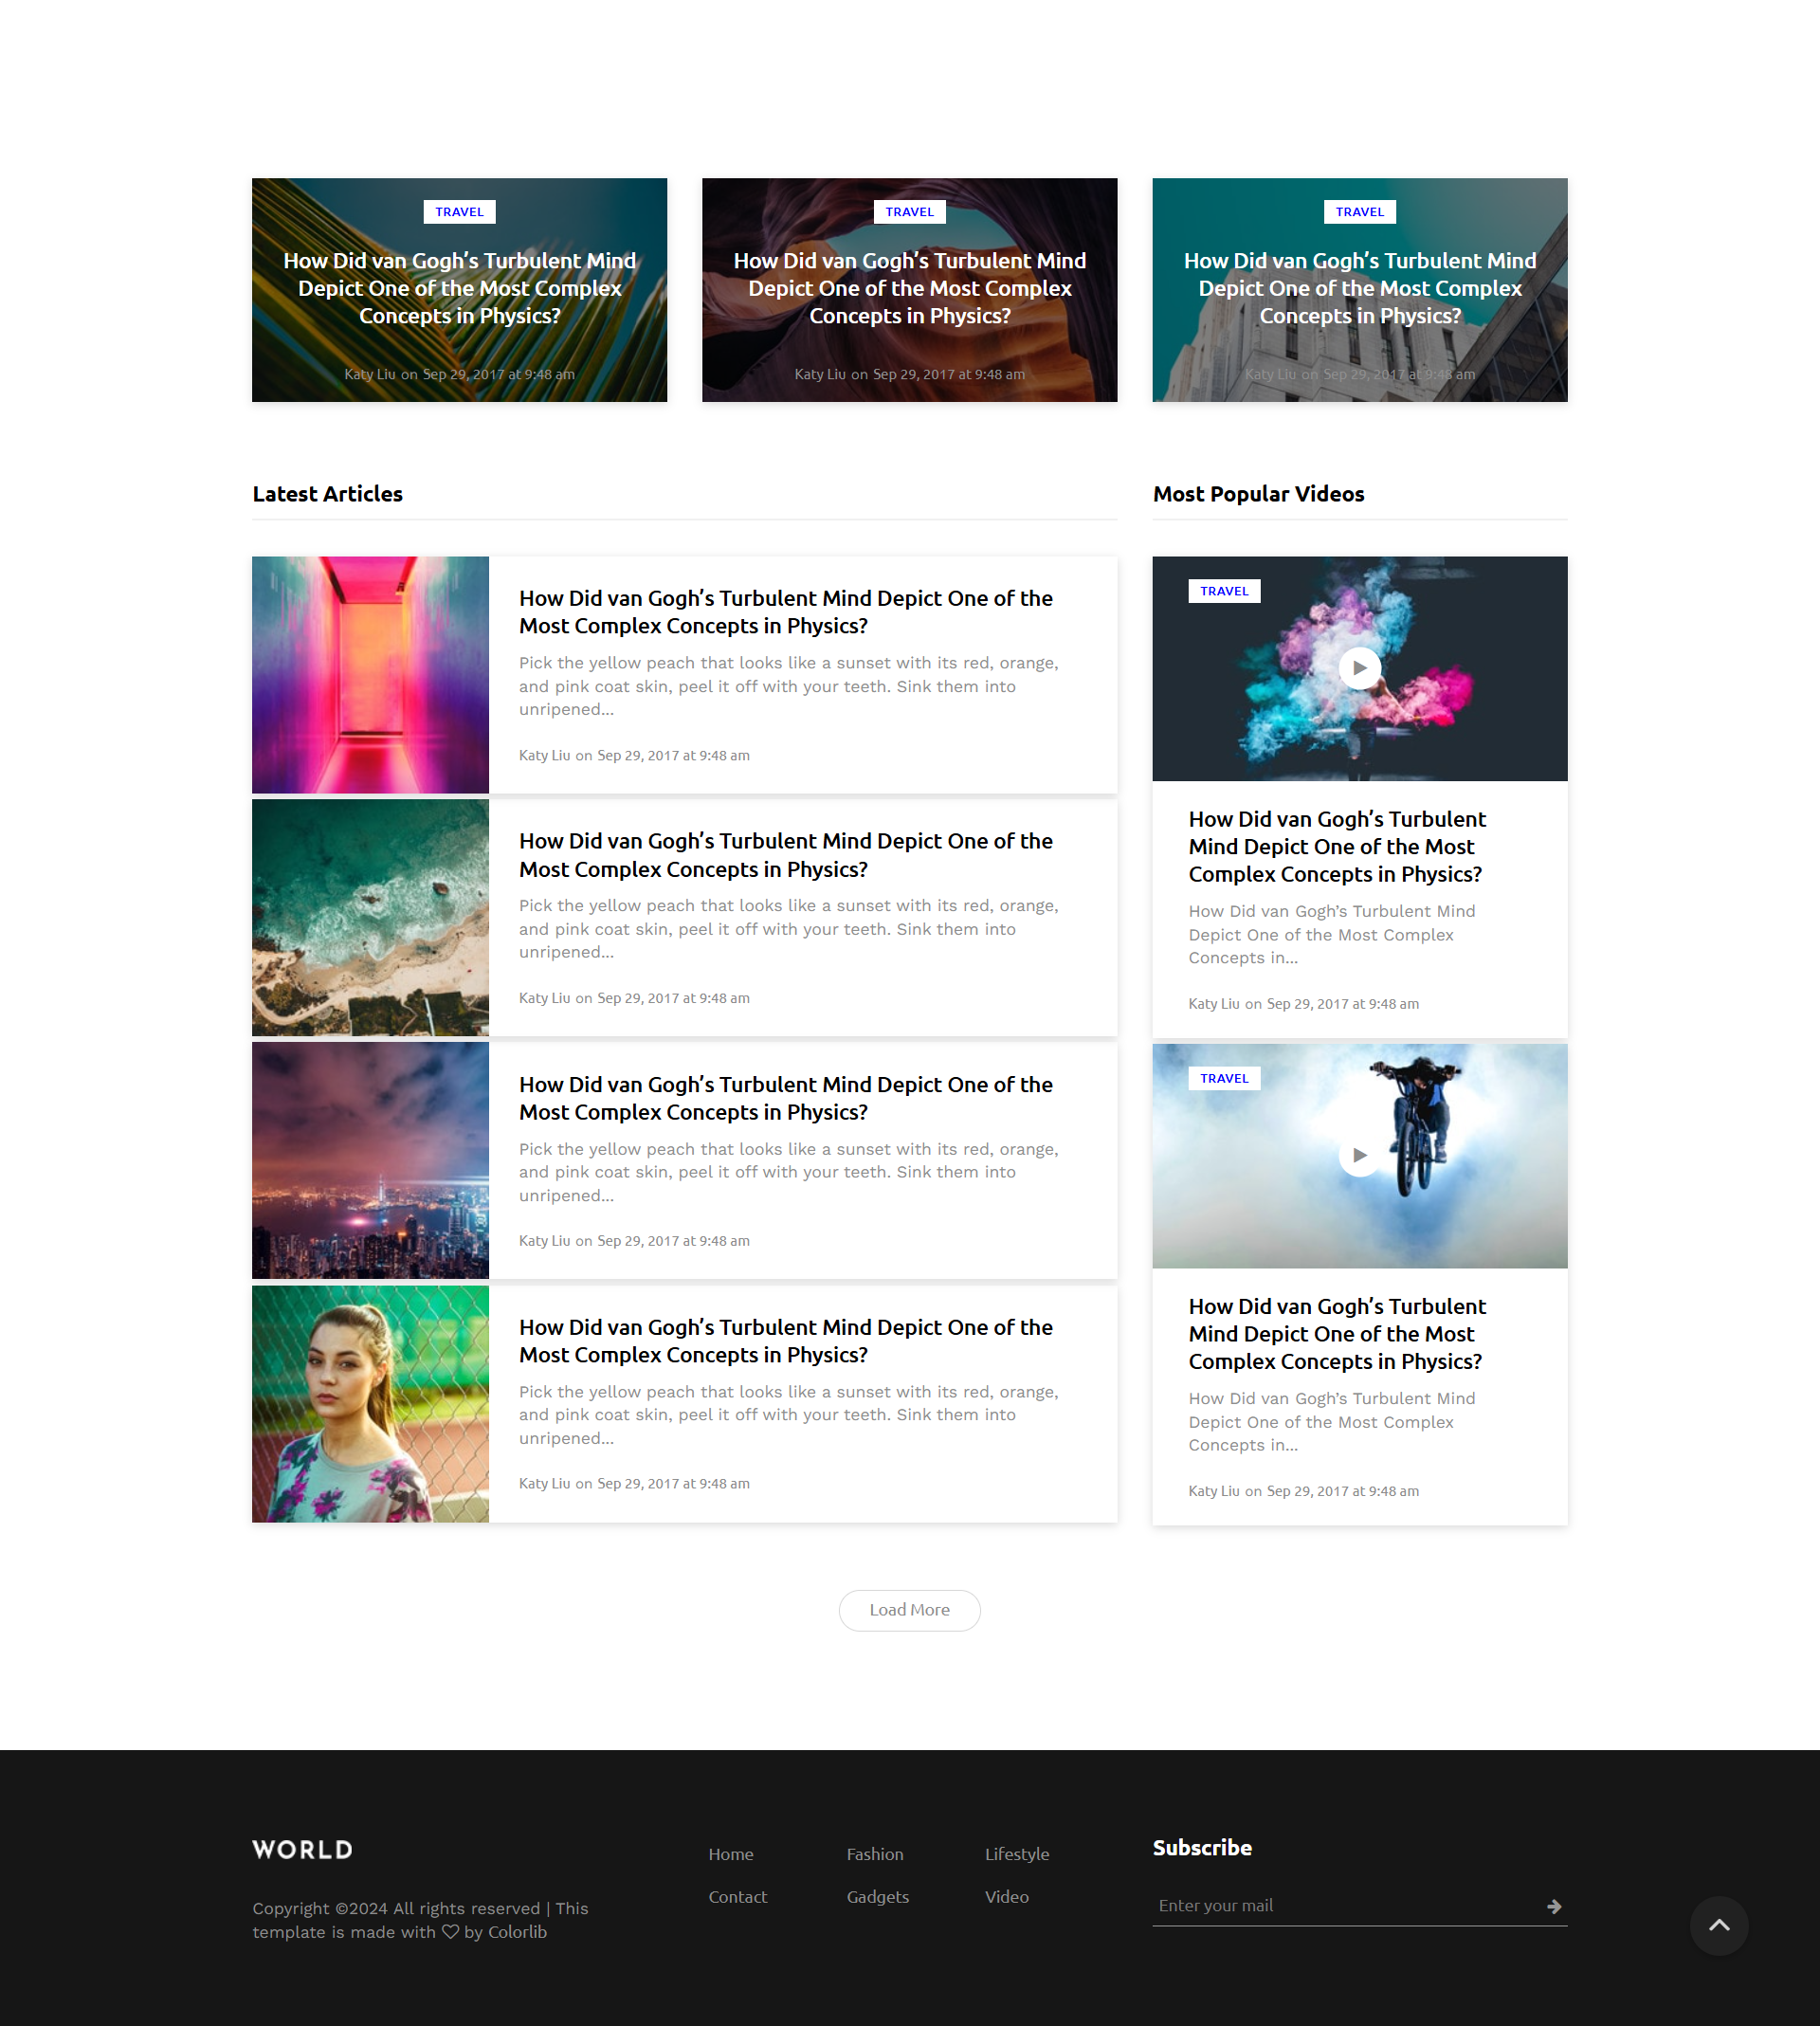 TRAVEL
How Did van Gogh’s Turbulent Mind
Depict One of the Most Complex
Concepts in Physics?
Katy Liu on Sep 29, 2017 at 9:48 am
TRAVEL
How Did van Gogh’s Turbulent Mind
Depict One of the Most Complex
Concepts in Physics?
Katy Liu on Sep 29, 2017 at 9:48 am
TRAVEL
How Did van Gogh’s Turbulent Mind
Depict One of the Most Complex
Concepts in Physics?
Katy Liu on Sep 29, 2017 at 9:48 am
Latest Articles
How Did van Gogh’s Turbulent Mind Depict One of the
Most Complex Concepts in Physics?
Pick the yellow peach that looks like a sunset with its red, orange,
and pink coat skin, peel it off with your teeth. Sink them into
unripened...
Katy Liu on Sep 29, 2017 at 9:48 am
How Did van Gogh’s Turbulent Mind Depict One of the
Most Complex Concepts in Physics?
Pick the yellow peach that looks like a sunset with its red, orange,
and pink coat skin, peel it off with your teeth. Sink them into
unripened...
Katy Liu on Sep 29, 2017 at 9:48 am
How Did van Gogh’s Turbulent Mind Depict One of the
Most Complex Concepts in Physics?
Pick the yellow peach that looks like a sunset with its red, orange,
and pink coat skin, peel it off with your teeth. Sink them into
unripened...
Katy Liu on Sep 29, 2017 at 9:48 am
How Did van Gogh’s Turbulent Mind Depict One of the
Most Complex Concepts in Physics?
Pick the yellow peach that looks like a sunset with its red, orange,
and pink coat skin, peel it off with your teeth. Sink them into
unripened...
Katy Liu on Sep 29, 2017 at 9:48 am
Most Popular Videos
TRAVEL
How Did van Gogh’s Turbulent
Mind Depict One of the Most
Complex Concepts in Physics?
How Did van Gogh’s Turbulent Mind
Depict One of the Most Complex
Concepts in...
Katy Liu on Sep 29, 2017 at 9:48 am
TRAVEL
How Did van Gogh’s Turbulent
Mind Depict One of the Most
Complex Concepts in Physics?
How Did van Gogh’s Turbulent Mind
Depict One of the Most Complex
Concepts in...
Katy Liu on Sep 29, 2017 at 9:48 am
Load More
WORLD
Copyright ©2024 All rights reserved | This
template is made with ♡ by Colorlib
Home
Fashion
Lifestyle
Contact
Gadgets
Video
Subscribe
Enter your mail